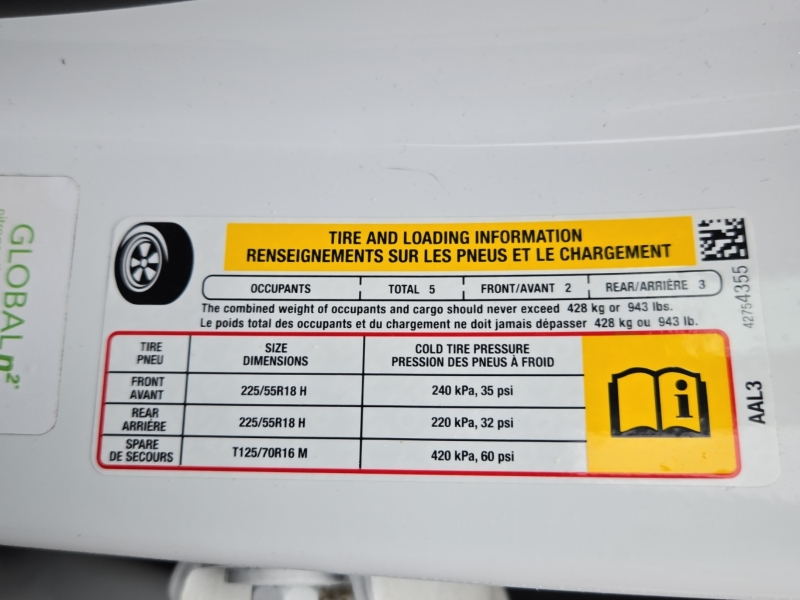 TIRE AND LOADING INFORMATION
RENSEIGNEMENTS SUR LES PNEUS ET LE CHARGEMENT
OCCUPANTS TOTAL 5 FRONT/AVANT 2 REAR/ARRIÈRE 3
The combined weight of occupants and cargo should never exceed 428 kg or 943 lbs.
Le poids total des occupants et du chargement ne doit jamais dépasser 428 kg ou 943 lb.
TIRE
PNEU
SIZE
DIMENSIONS
COLD TIRE PRESSURE
PRESSION DES PNEUS À FROID
FRONT
AVANT
225/55R18 H
240 kPa, 35 psi
REAR
ARRIÈRE
225/55R18 H
220 kPa, 32 psi
SPARE
DE SECOURS
T125/70R16 M
420 kPa, 60 psi
i
42754355
AAL3
GLOBAL n2